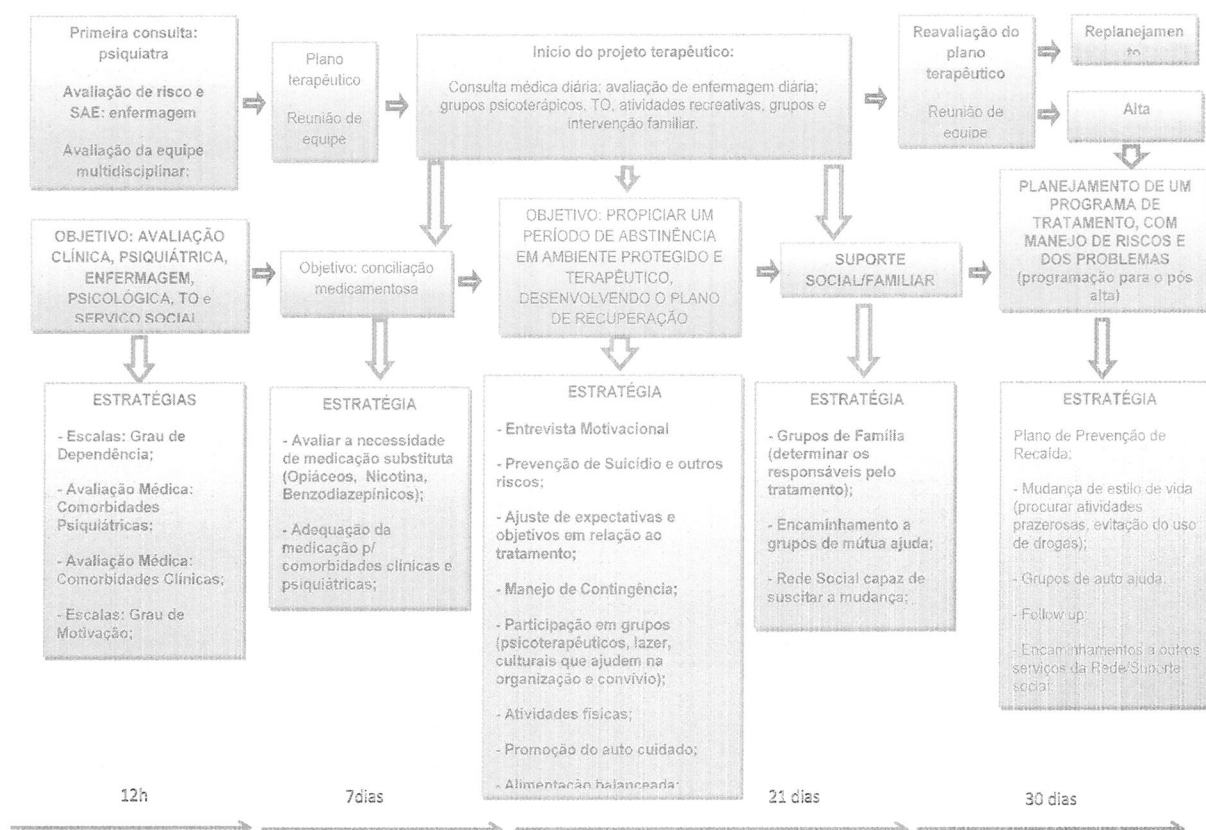 Primeira consulta:
psiquiatra
Avaliação de risco e
SAE: enfermagem
Avaliação da equipe
multidisciplinar;
Plano
terapêutico
Reunião de
equipe
Início do projeto terapêutico:
Consulta médica diária; avaliação de enfermagem diária;
grupos psicoterápicos, TO, atividades recreativas, grupos e
intervenção familiar.
Reavaliação do
plano
terapêutico
Reunião de
equipe
Replanejamen
to
Alta
OBJETIVO: AVALIAÇÃO
CLÍNICA, PSIQUIÁTRICA,
ENFERMAGEM,
PSICOLÓGICA, TO e
SERVIÇO SOCIAL
Objetivo: conciliação
medicamentosa
OBJETIVO: PROPICIAR UM
PERÍODO DE ABSTINÊNCIA
EM AMBIENTE PROTEGIDO E
TERAPÊUTICO,
DESENVOLVENDO O PLANO
DE RECUPERAÇÃO
SUPORTE
SOCIAL/FAMILIAR
PLANEJAMENTO DE UM
PROGRAMA DE
TRATAMENTO, COM
MANEJO DE RISCOS E
DOS PROBLEMAS
(programação para o pós
alta)
ESTRATÉGIAS
- Escalas: Grau de
Dependência;
- Avaliação Médica:
Comorbidades
Psiquiátricas;
- Avaliação Médica:
Comorbidades Clínicas;
- Escalas: Grau de
Motivação;
ESTRATÉGIA
- Avaliar a necessidade
de medicação substituta
(Opiáceos, Nicotina,
Benzodiazepínicos);
- Adequação da
medicação p/
comorbidades clínicas e
psiquiátricas;
ESTRATÉGIA
- Entrevista Motivacional
- Prevenção de Suicídio e outros
riscos;
- Ajuste de expectativas e
objetivos em relação ao
tratamento;
- Manejo de Contingência;
- Participação em grupos
(psicoterapêuticos, lazer,
culturais que ajudem na
organização e convívio);
- Atividades físicas;
- Promoção do auto cuidado;
- Alimentação balanceada;
ESTRATÉGIA
- Grupos de Família
(determinar os
responsáveis pelo
tratamento);
- Encaminhamento a
grupos de mútua ajuda;
- Rede Social capaz de
suscitar a mudança;
ESTRATÉGIA
Plano de Prevenção de
Recaída;
- Mudança de estilo de vida
(procurar atividades
prazerosas, evitação do uso
de drogas);
- Grupos de auto ajuda;
- Follow up;
- Encaminhamentos a outros
serviços da Rede/Suporte
social;
12h
7dias
21 dias
30 dias